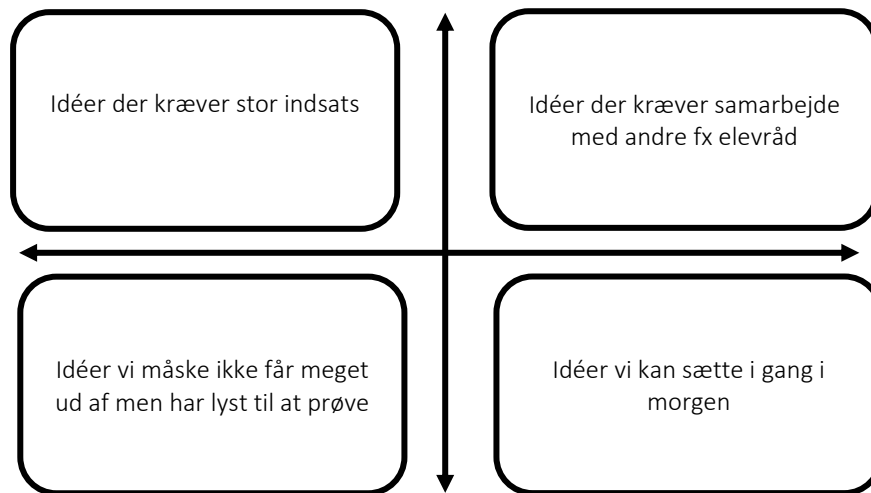 Idéer der kræver stor indsats
Idéer der kræver samarbejde
med andre fx elevråd
Idéer vi måske ikke får meget
ud af men har lyst til at prøve
Idéer vi kan sætte i gang i
morgen